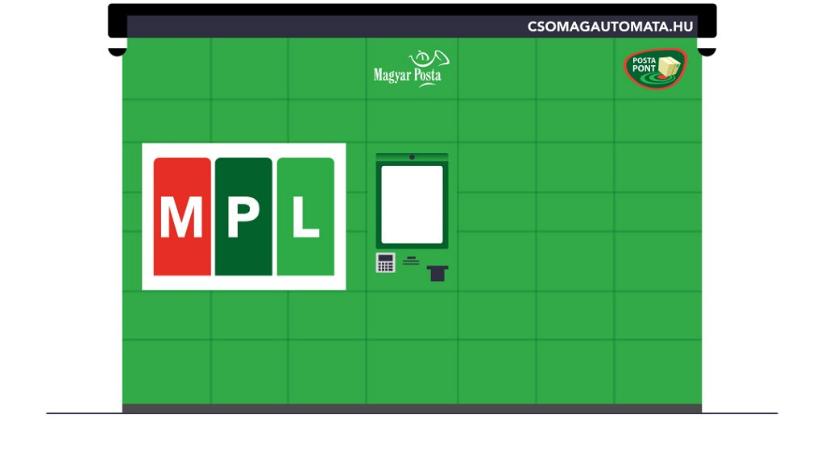 CSOMAGAUTOMATA.HU
Magyar Posta
POSTA
PONT
M P L